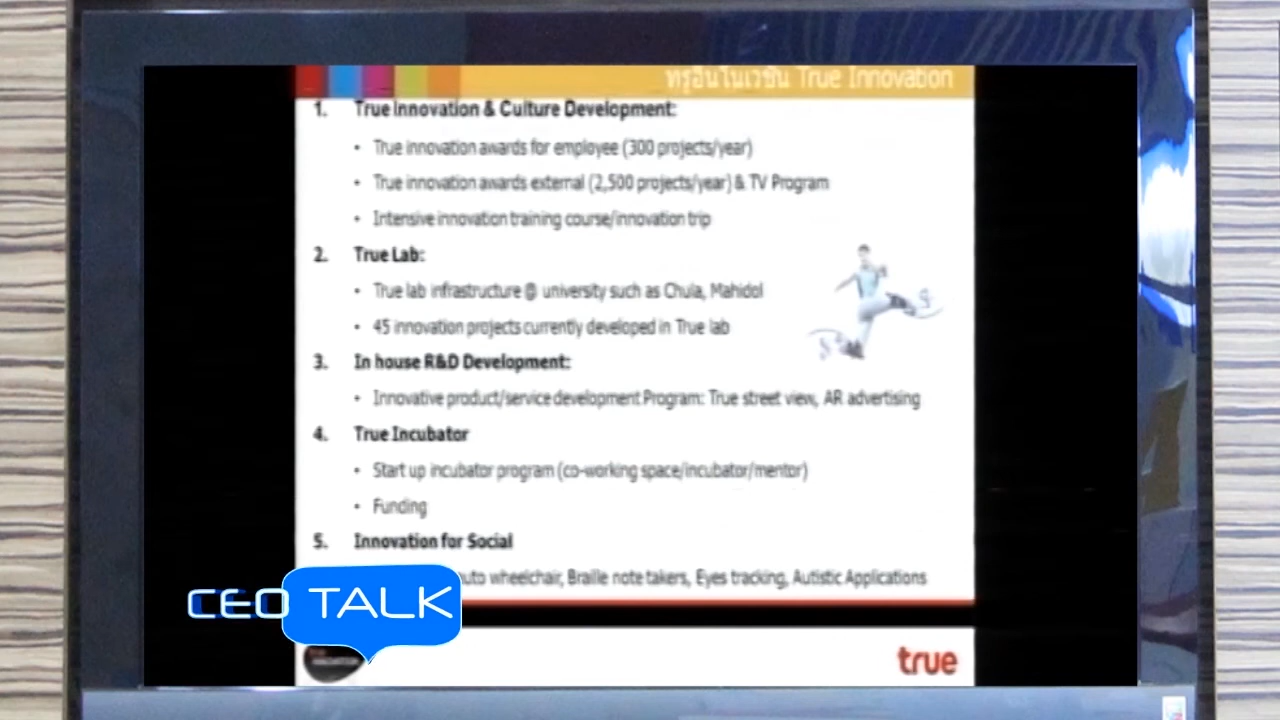 ทรูอินโนเวชั่น True Innovation
1. True Innovation & Culture Development:
• True innovation awards for employee (300 projects/year)
• True innovation awards external (2,500 projects/year) & TV Program
• Intensive innovation training course/innovation trip
2. True Lab:
• True lab infrastructure @ university such as Chula, Mahidol
• 45 innovation projects currently developed in True lab
3. In house R&D Development:
• Innovative product/service development Program: True street view, AR advertising
4. True Incubator
• Start up incubator program (co-working space/incubator/mentor)
• Funding
5. Innovation for Social
auto wheelchair, Braille note takers, Eyes tracking, Autistic Applications
CEO TALK
true